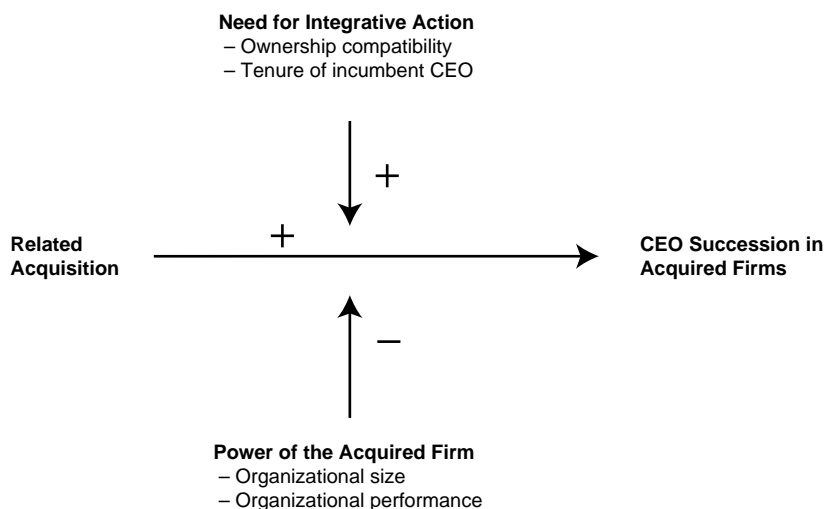 Need for Integrative Action
– Ownership compatibility
– Tenure of incumbent CEO
+
+
Related
Acquisition
CEO Succession in
Acquired Firms
–
Power of the Acquired Firm
– Organizational size
– Organizational performance